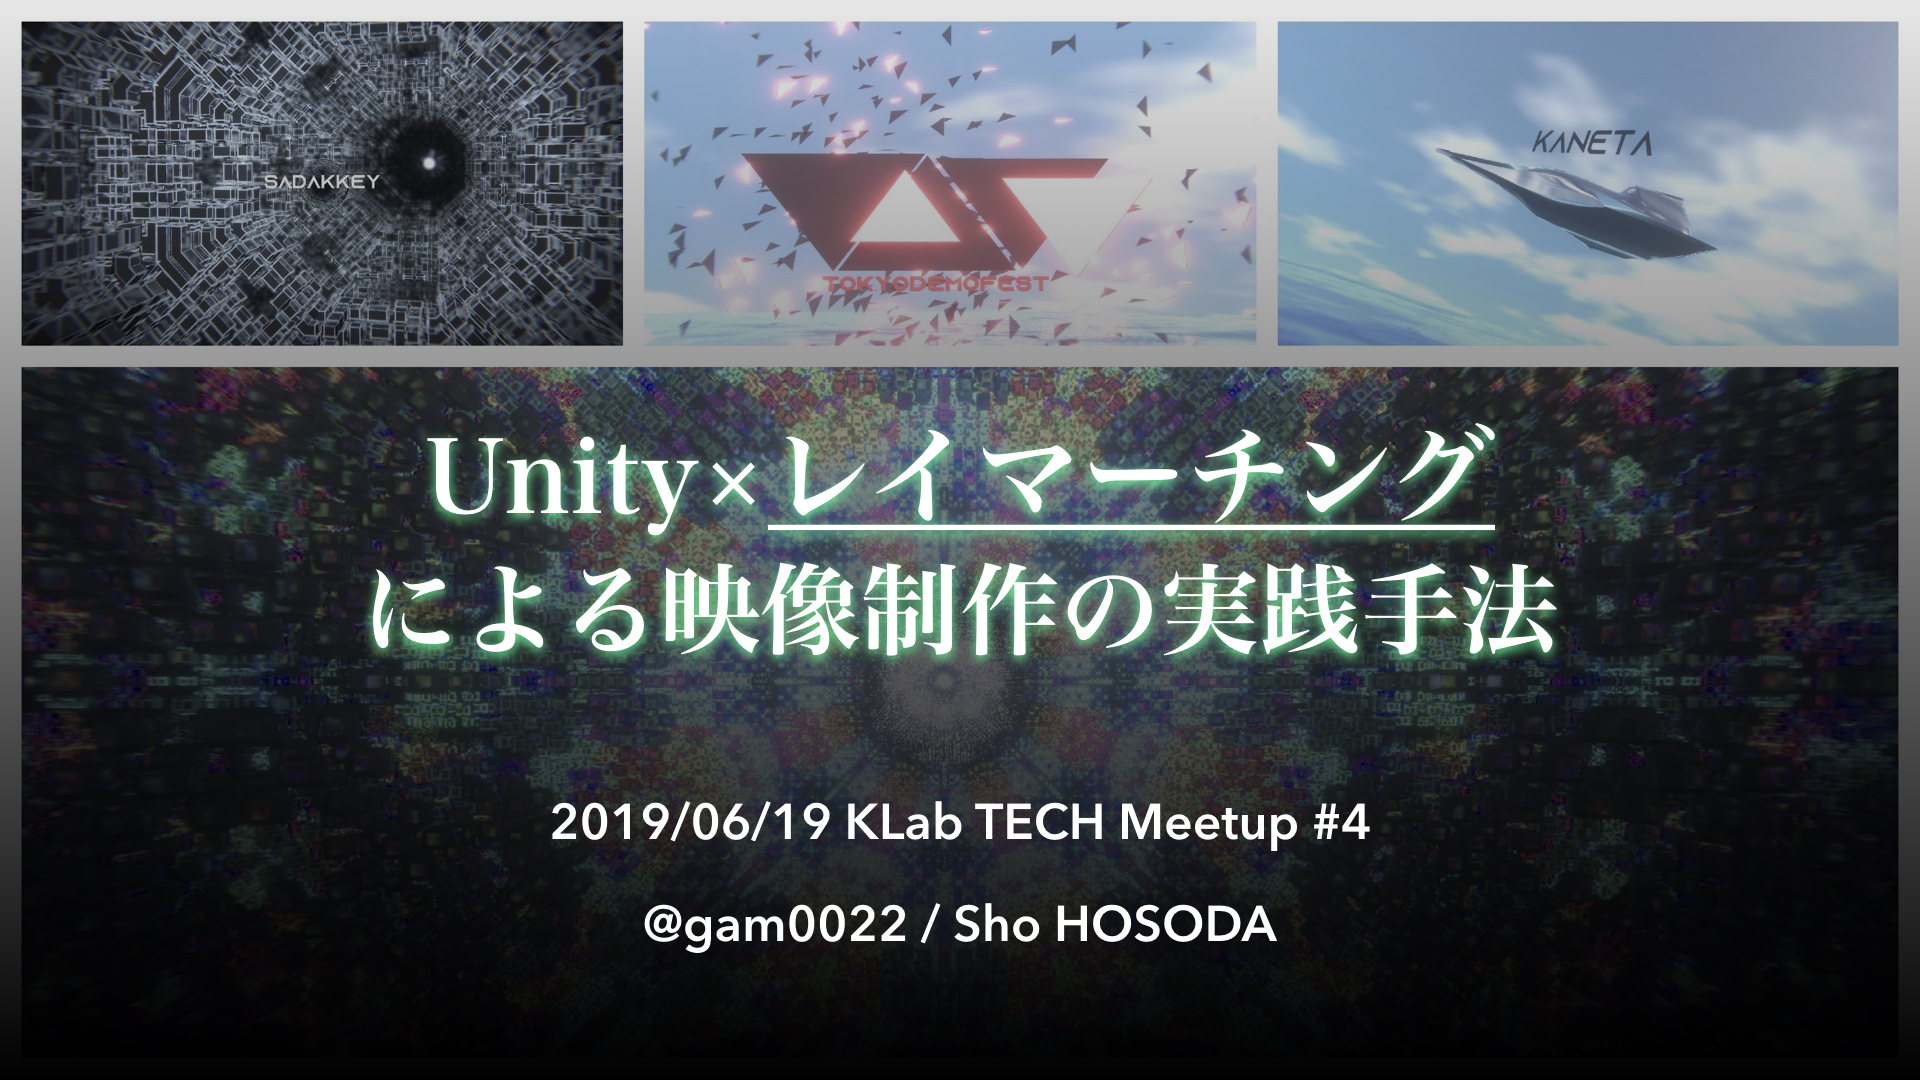 SADAKKEY
TOKYODEMOFEST
KANETA
Unity×レイマーチング
による映像制作の実践手法
2019/06/19 KLab TECH Meetup #4
@gam0022 / Sho HOSODA